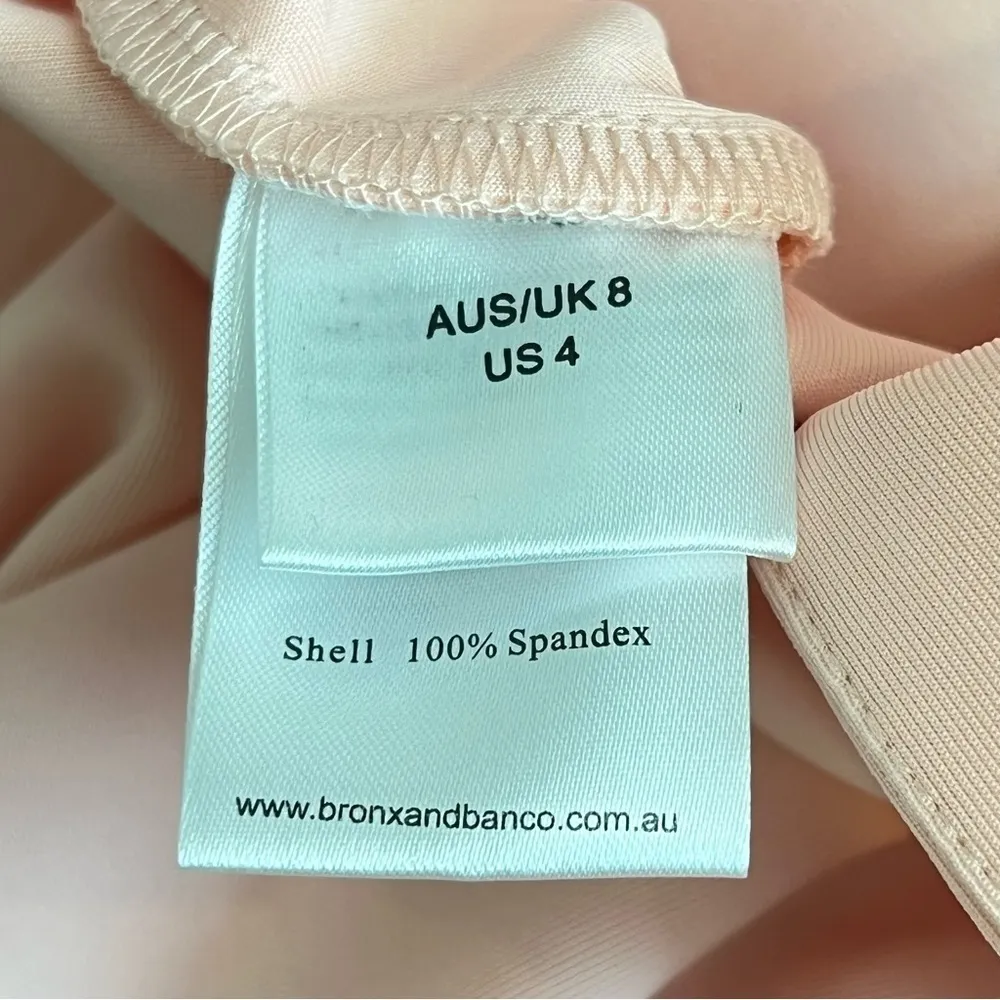 AUS/UK 8
US 4
Shell 100% Spandex
www.bronxandbanco.com.au